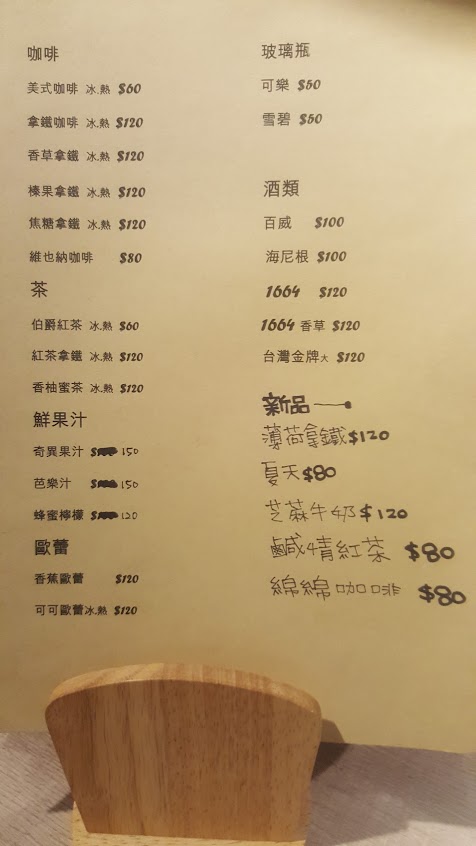 咖啡
美式咖啡 冰.熱 $60
拿鐵咖啡 冰.熱 $120
香草拿鐵 冰.熱 $120
榛果拿鐵 冰.熱 $120
焦糖拿鐵 冰.熱 $120
維也納咖啡 $80
茶
伯爵紅茶 冰.熱 $60
紅茶拿鐵 冰.熱 $120
香柚蜜茶 冰.熱 $120
鮮果汁
奇異果汁 $ 150
芭樂汁 $ 150
蜂蜜檸檬 $ 120
歐蕾
香蕉歐蕾 $120
可可歐蕾 冰.熱 $120
玻璃瓶
可樂 $50
雪碧 $50
酒類
百威 $100
海尼根 $100
1664 $120
1664 香草 $120
台灣金牌大 $120
新品
薄荷拿鐵 $120
夏天 $80
芝蔴牛奶 $120
鹹情紅茶 $80
綿綿咖啡 $80